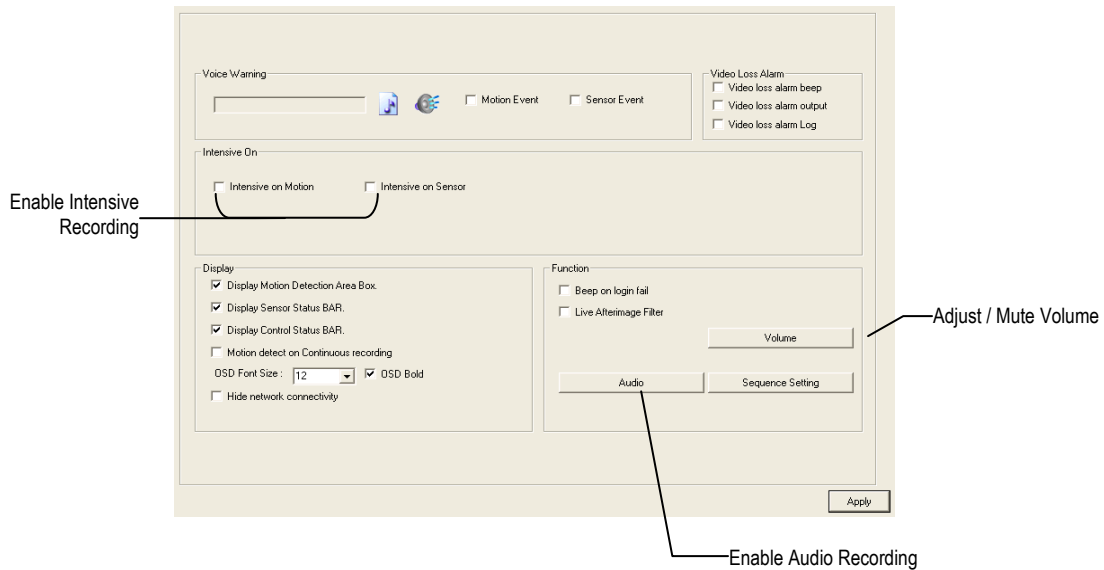 Voice Warning
Motion Event
Sensor Event
Video Loss Alarm
Video loss alarm beep
Video loss alarm output
Video loss alarm Log
Intensive On
Intensive on Motion
Intensive on Sensor
Enable Intensive
Recording
Display
Display Motion Detection Area Box.
Display Sensor Status BAR.
Display Control Status BAR.
Motion detect on Continuous recording
OSD Font Size :
12
OSD Bold
Hide network connectivity
Function
Beep on login fail
Live Afterimage Filter
Volume
Adjust / Mute Volume
Audio
Sequence Setting
Apply
Enable Audio Recording